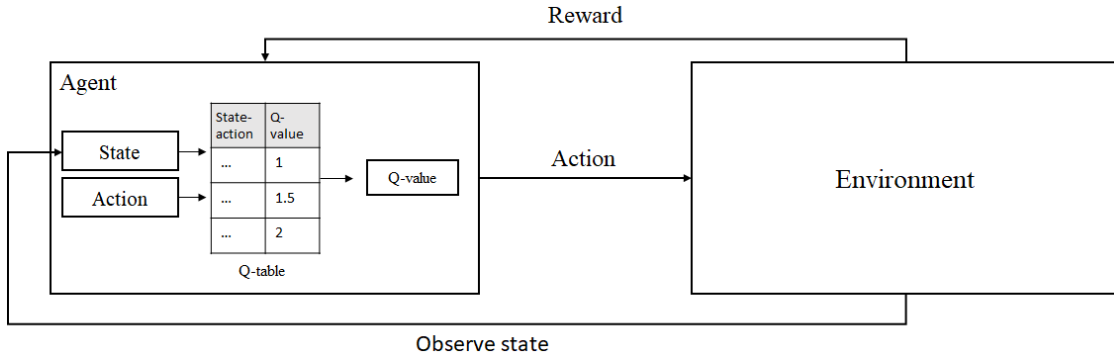 Reward
Agent
State-
action
Q-
value
State
... 1
Action
... 1.5
... 2
Q-table
Q-value
Action
Environment
Observe state